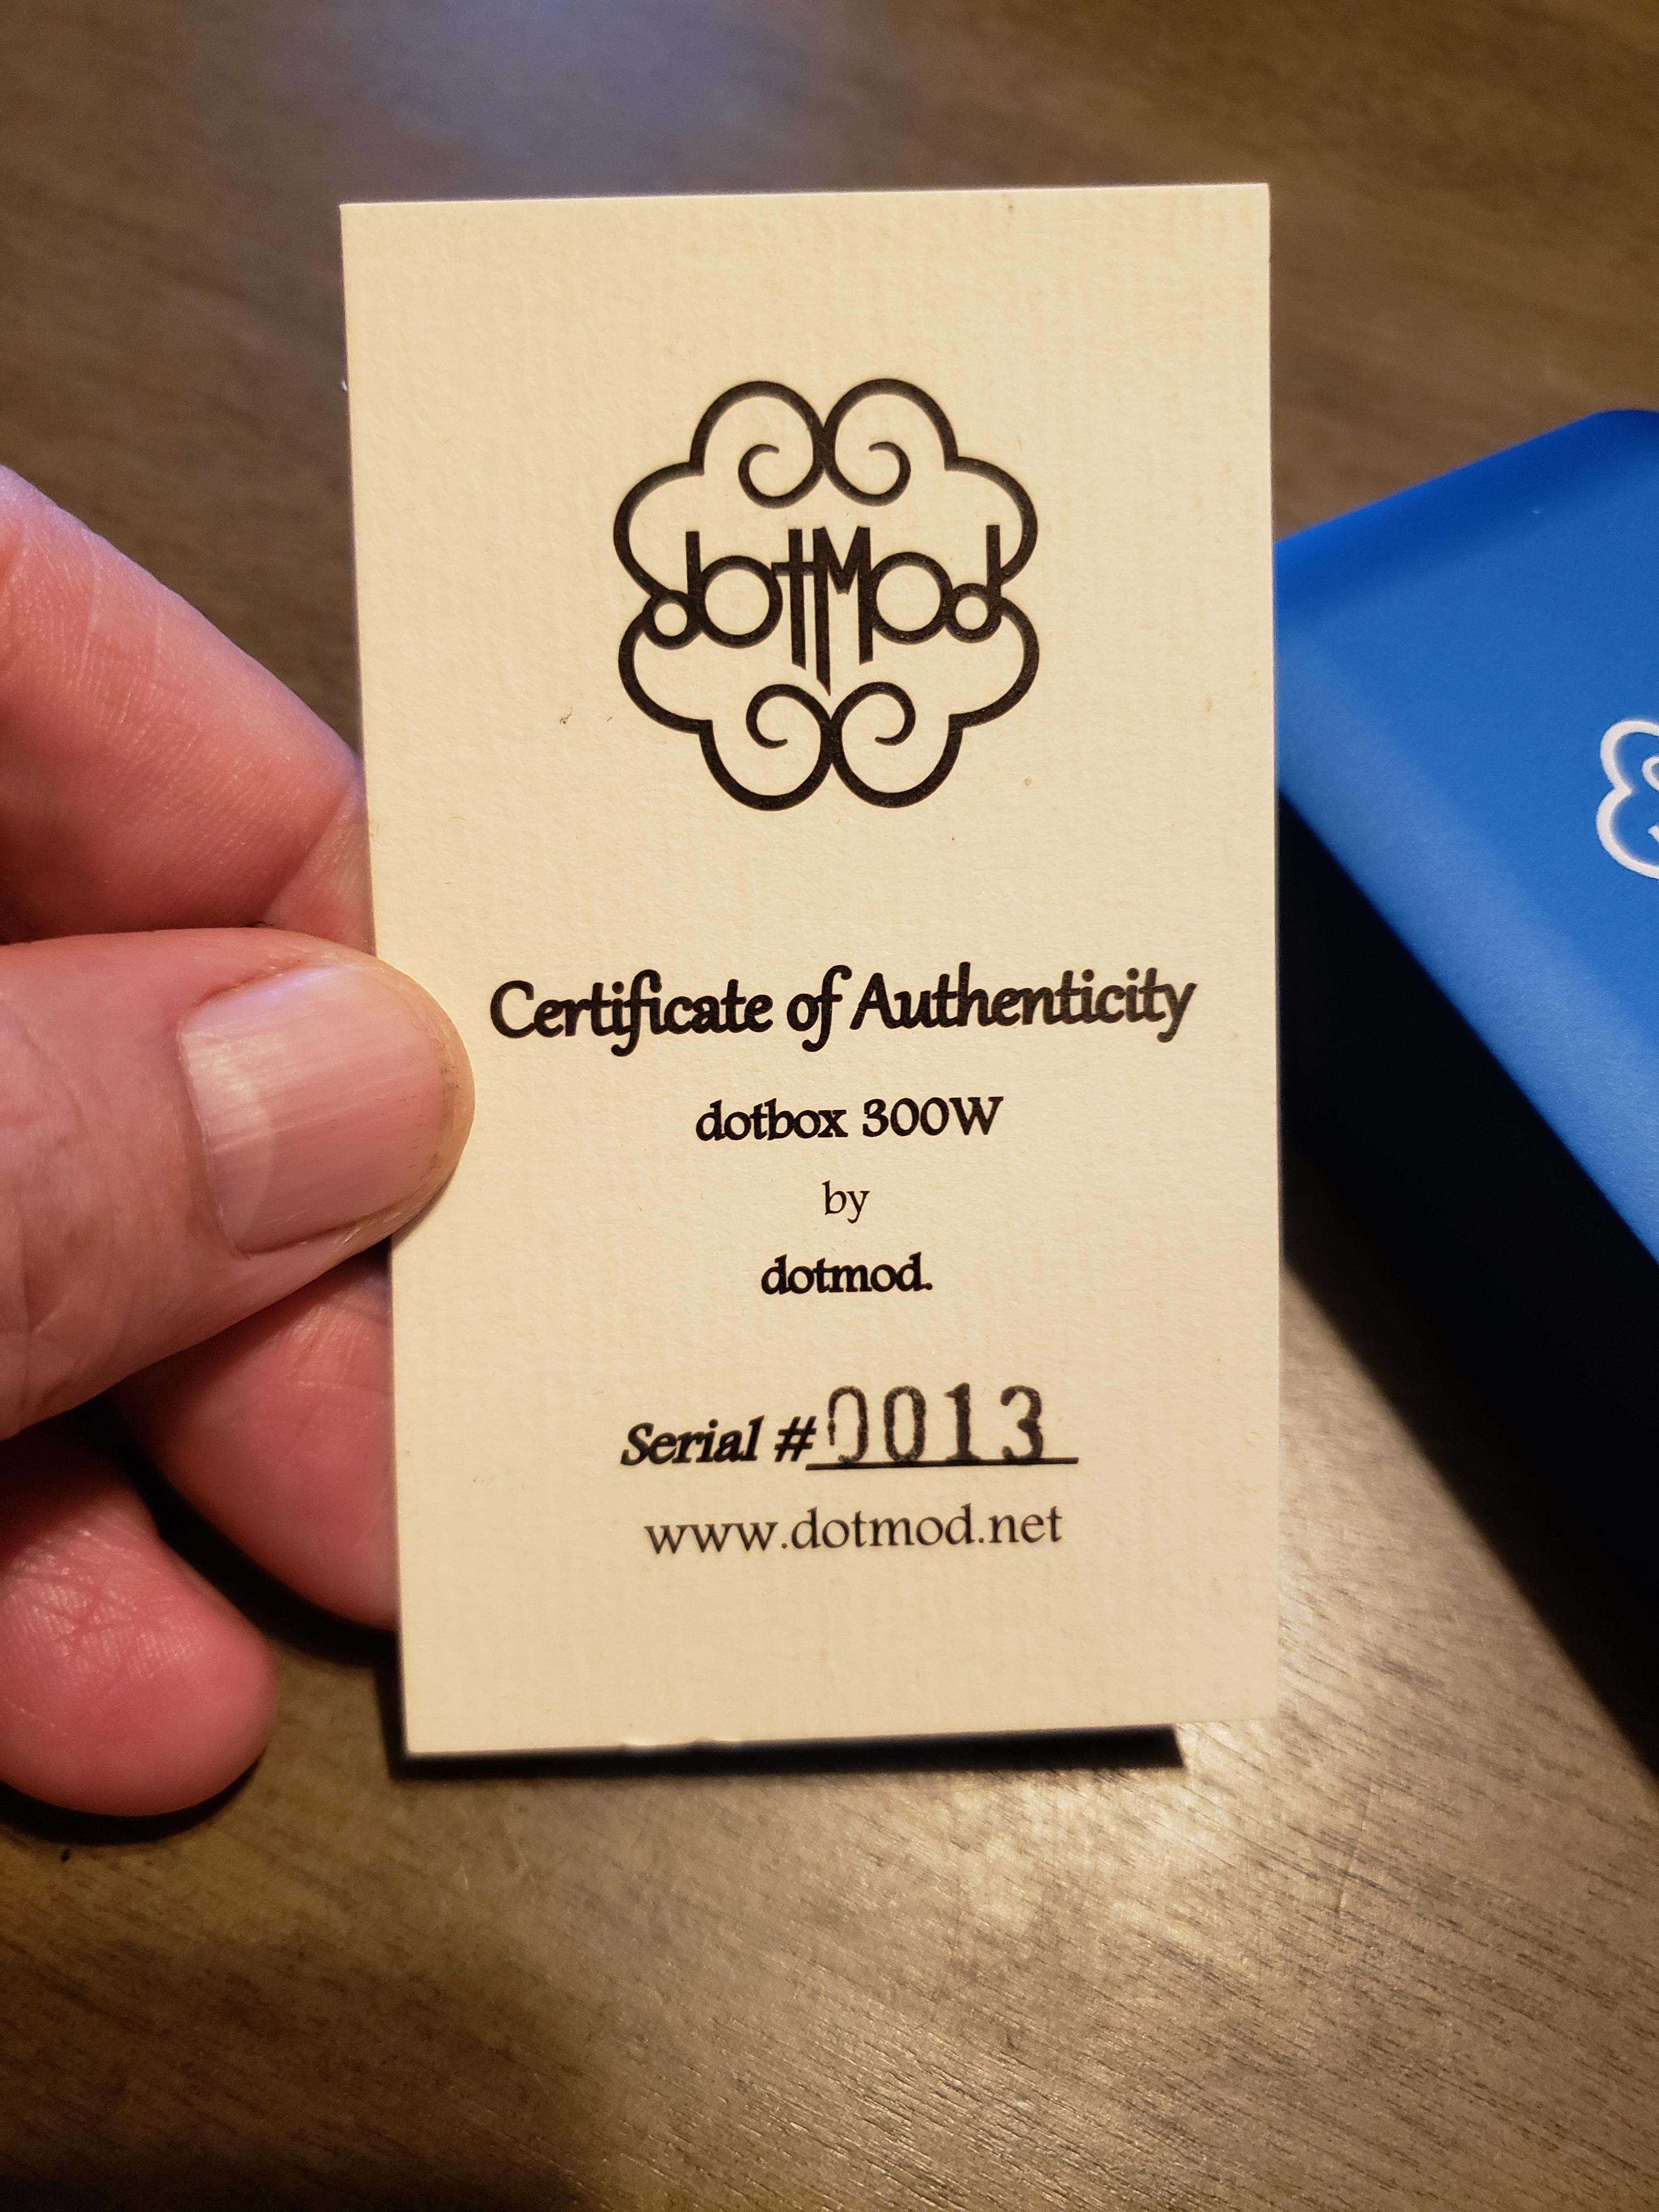 dotMod
Certificate of Authenticity
dotbox 300W
by
dotmod.
Serial #0013
www.dotmod.net